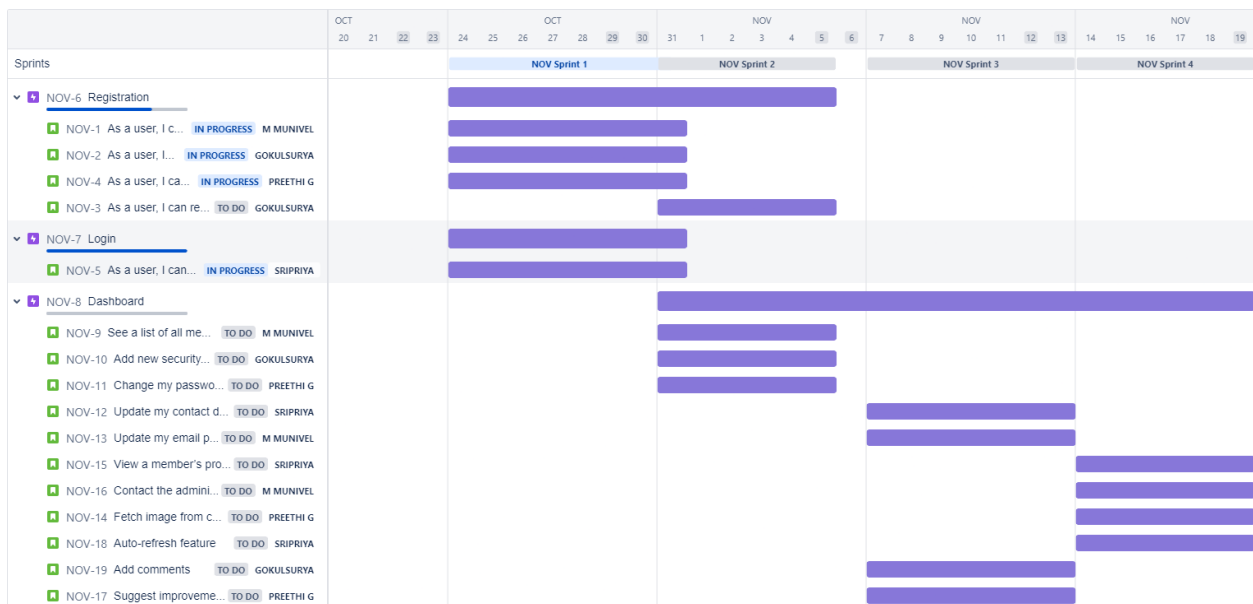 OCT OCT NOV NOV NOV
20 21 22 23 24 25 26 27 28 29 30 31 1 2 3 4 5 6 7 8 9 10 11 12 13 14 15 16 17 18 19
Sprints NOV Sprint 1 NOV Sprint 2 NOV Sprint 3 NOV Sprint 4
NOV-6 Registration
NOV-1 As a user, I c... IN PROGRESS M MUNIVEL
NOV-2 As a user, I... IN PROGRESS GOKULSURYA
NOV-4 As a user, I ca... IN PROGRESS PREETHI G
NOV-3 As a user, I can re... TO DO GOKULSURYA
NOV-7 Login
NOV-5 As a user, I can... IN PROGRESS SRIPRIYA
NOV-8 Dashboard
NOV-9 See a list of all me... TO DO M MUNIVEL
NOV-10 Add new security... TO DO GOKULSURYA
NOV-11 Change my passwo... TO DO PREETHI G
NOV-12 Update my contact d... TO DO SRIPRIYA
NOV-13 Update my email p... TO DO M MUNIVEL
NOV-15 View a member's pro... TO DO SRIPRIYA
NOV-16 Contact the admini... TO DO M MUNIVEL
NOV-14 Fetch image from c... TO DO PREETHI G
NOV-18 Auto-refresh feature TO DO SRIPRIYA
NOV-19 Add comments TO DO GOKULSURYA
NOV-17 Suggest improveme... TO DO PREETHI G